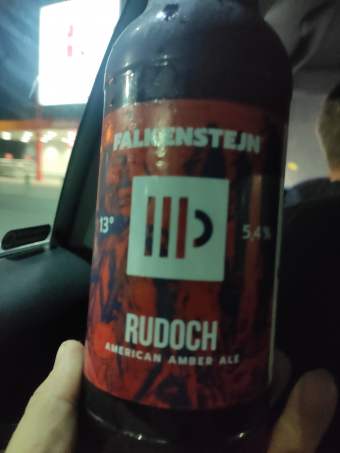 FALKENSTEJN
13°
5,4%
RUDOCH
AMERICAN AMBER ALE